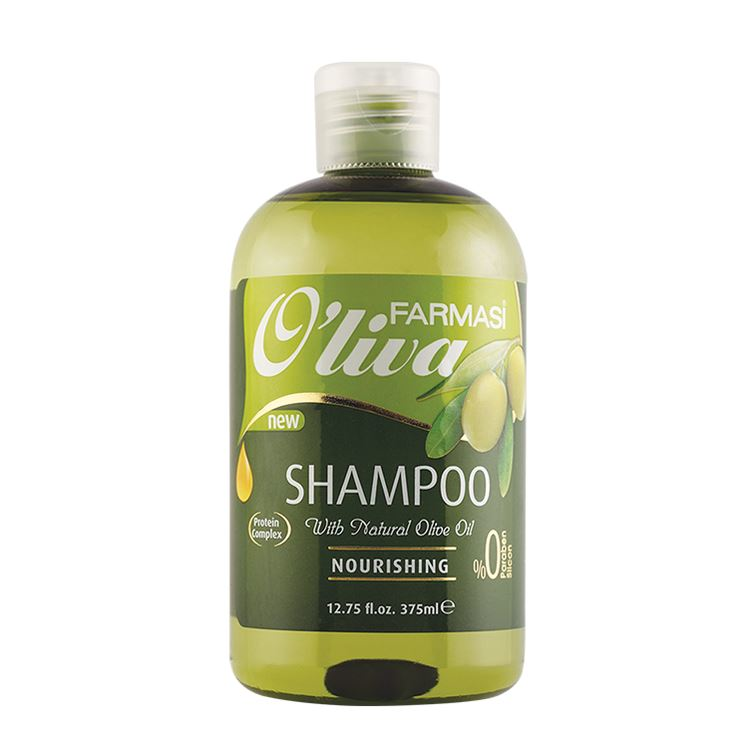 FARMASİ
O'liva
new
SHAMPOO
With Natural Olive Oil
Protein
Complex
NOURISHING
%0
Paraben
Silicon
12.75 fl.oz. 375ml℮